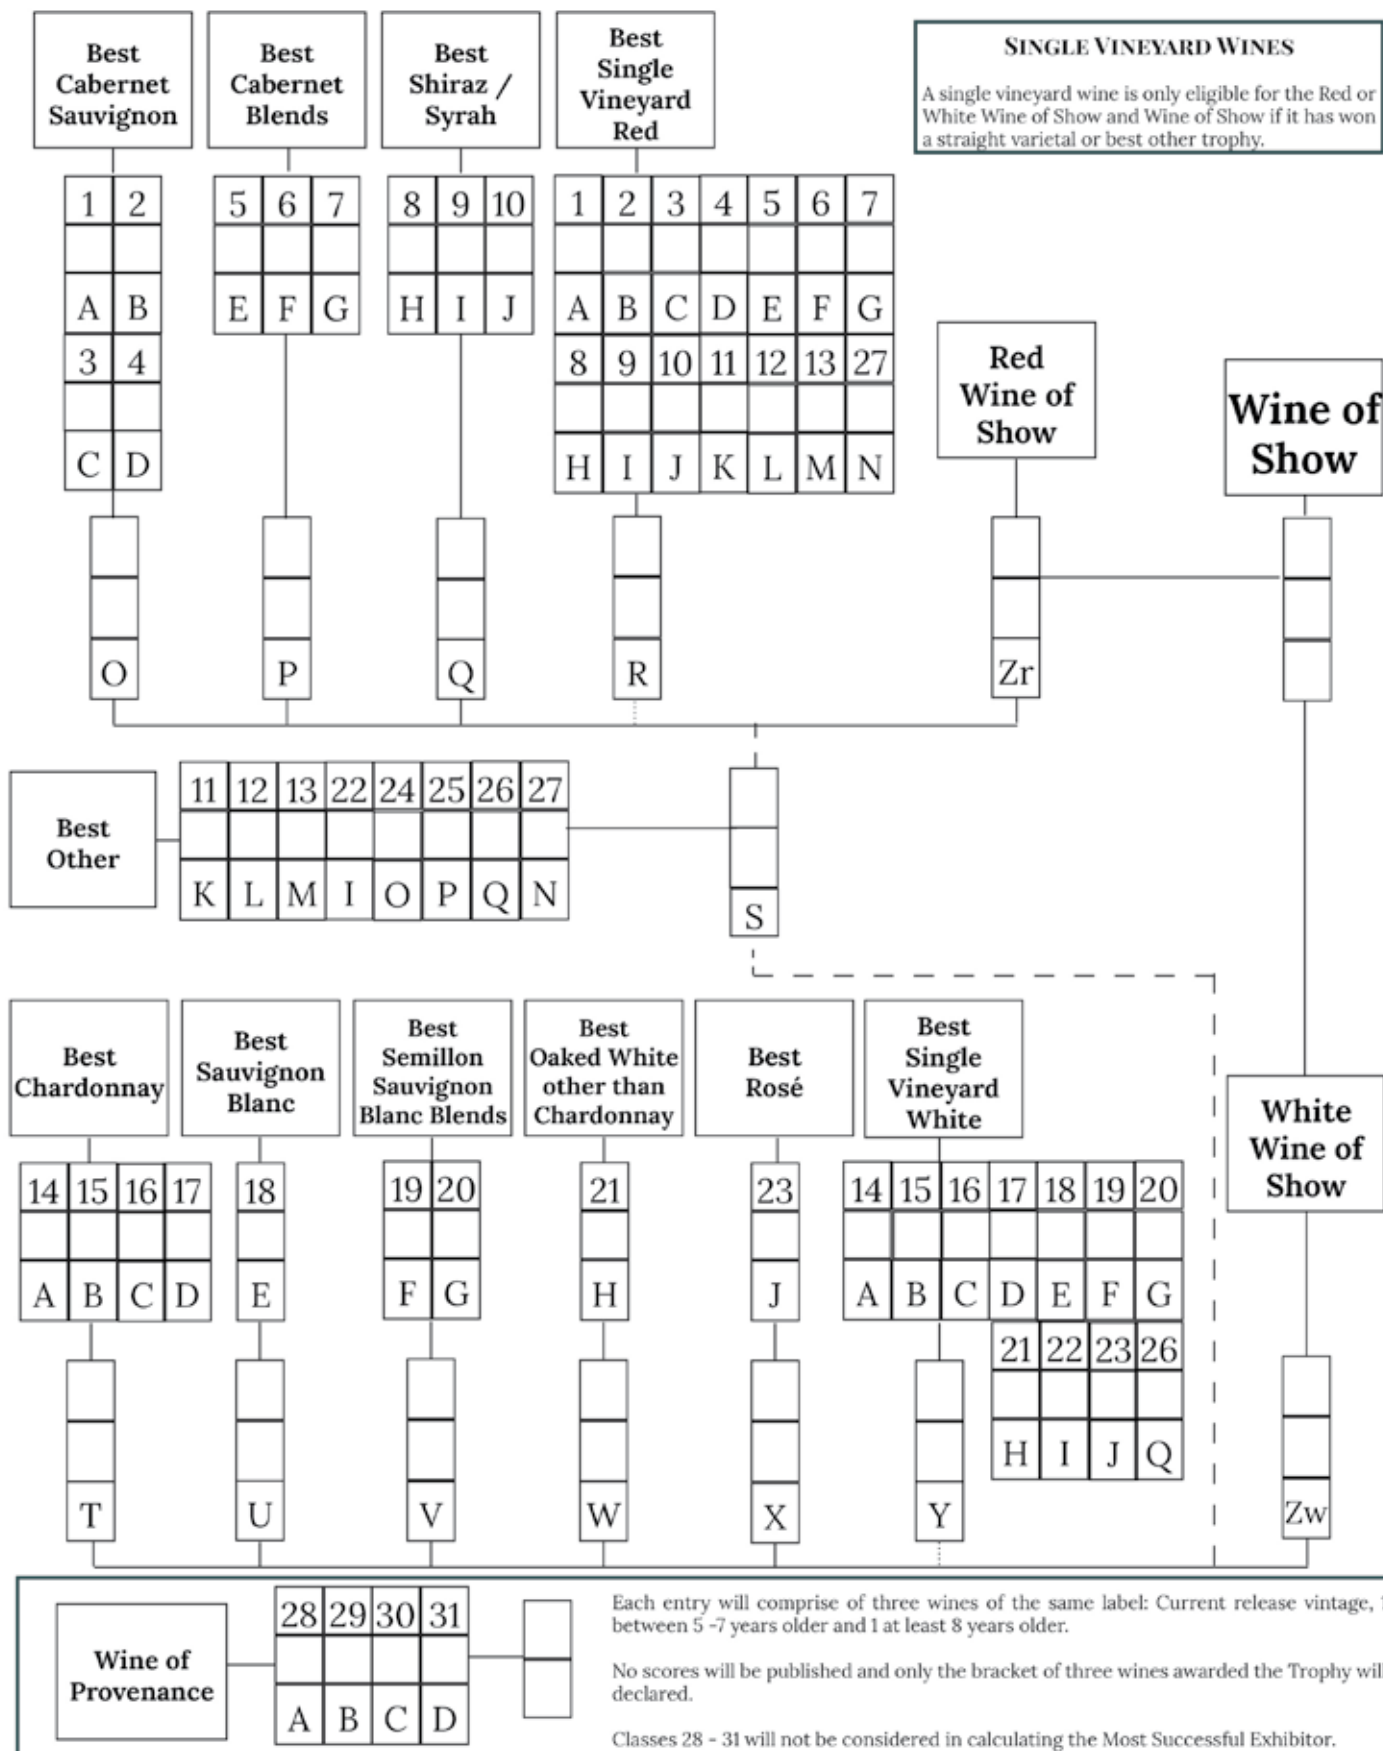 Best
Cabernet
Sauvignon
Best
Cabernet
Blends
Best
Shiraz /
Syrah
Best
Single
Vineyard
Red
SINGLE VINEYARD WINES
A single vineyard wine is only eligible for the Red or
White Wine of Show and Wine of Show if it has won
a straight varietal or best other trophy.
1 2
A B
3 4
C D
5 6 7
E F G
8 9 10
H I J
1 2 3 4 5 6 7
A B C D E F G
8 9 10 11 12 13 27
H I J K L M N
Red
Wine of
Show
Wine of
Show
O
P
Q
R
Zr
Best
Other
11 12 13 22 24 25 26 27
K L M I O P Q N
S
Best
Chardonnay
Best
Sauvignon
Blanc
Best
Semillon
Sauvignon
Blanc Blends
Best
Oaked White
other than
Chardonnay
Best
Rosé
Best
Single
Vineyard
White
White
Wine of
Show
14 15 16 17
A B C D
18
E
19 20
F G
21
H
23
J
14 15 16 17 18 19 20
A B C D E F G
21 22 23 26
H I J Q
T
U
V
W
X
Y
Zw
Wine of
Provenance
28 29 30 31
A B C D
Each entry will comprise of three wines of the same label: Current release vintage, 1
between 5 -7 years older and 1 at least 8 years older.
No scores will be published and only the bracket of three wines awarded the Trophy will
declared.
Classes 28 - 31 will not be considered in calculating the Most Successful Exhibitor.